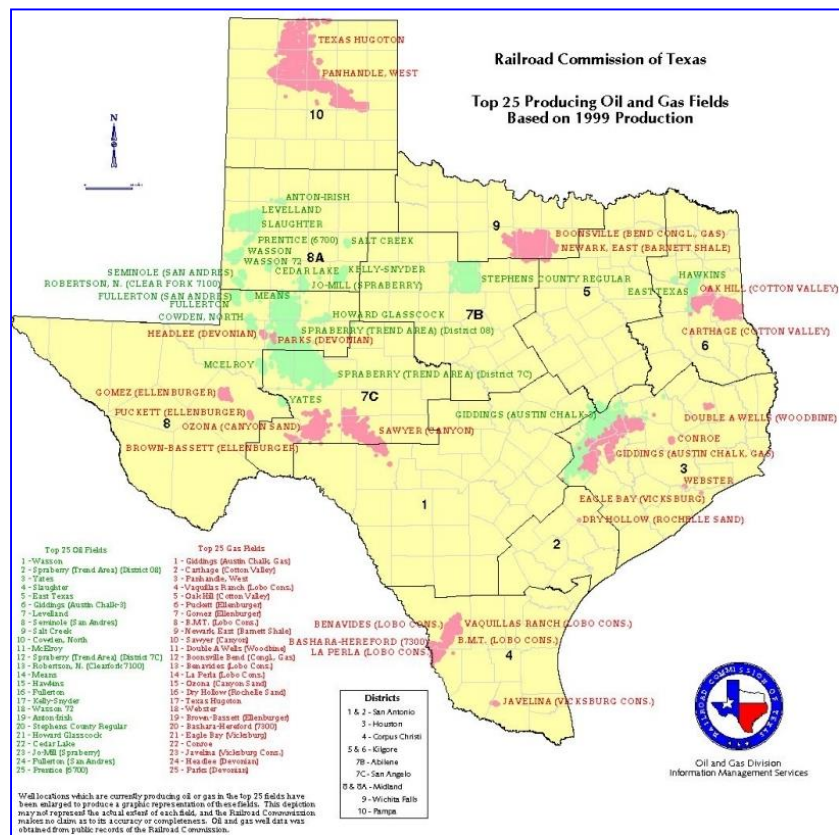 Railroad Commission of Texas
Top 25 Producing Oil and Gas Fields
Based on 1999 Production
N
TEXAS HUGOTON
PANHANDLE, WEST
10
ANTON-IRISH
LEVELLAND
SLAUGHTER
PRENTICE (6700)
SALT CREEK
WASSON
WASSON 72
8A
SEMINOLE (SAN ANDRES)
CEDAR LAKE
KELLY-SNYDER
ROBERTSON, N. (CLEAR FORK 7100)
JO-MILL (SPRABERRY)
FULLERTON (SAN ANDRES)
MEANS
FULLERTON
COWDEN, NORTH
HOWARD GLASSCOCK
HEADLEE (DEVONIAN)
SPRABERRY (TREND AREA) (District 08)
PARKS (DEVONIAN)
MCELROY
SPRABERRY (TREND AREA) (District 7C)
9
BOONSVILLE (BEND CONGL., GAS)
NEWARK, EAST (BARNETT SHALE)
STEPHENS COUNTY REGULAR
7B
5
HAWKINS
OAK HILL (COTTON VALLEY)
EAST TEXAS
CARTHAGE (COTTON VALLEY)
6
GOMEZ (ELLENBURGER)
YATES
7C
PUCKETT (ELLENBURGER)
8
OZONA (CANYON SAND)
SAWYER (CANYON)
BROWN-BASSETT (ELLENBURGER)
GIDDINGS (AUSTIN CHALK-3)
DOUBLE A WELLS (WOODBINE)
CONROE
GIDDINGS (AUSTIN CHALK, GAS)
3
WEBSTER
EAGLE BAY (VICKSBURG)
DRY HOLLOW (ROCHELLE SAND)
1
2
BENAVIDES (LOBO CONS.)
VAQUILLAS RANCH (LOBO CONS.)
BASHARA-HEREFORD (7300)
B.M.T. (LOBO CONS.)
LA PERLA (LOBO CONS.)
4
JAVELINA (VICKSBURG CONS.)
Top 25 Oil Fields
1 - Wasson
2 - Spraberry (Trend Area) (District 08)
3 - Yates
4 - Slaughter
5 - East Texas
6 - Giddings (Austin Chalk-3)
7 - Levelland
8 - Seminole (San Andres)
9 - Salt Creek
10 - Cowden, North
11 - McElroy
12 - Spraberry (Trend Area) (District 7C)
13 - Robertson, N. (Clearfork 7100)
14 - Means
15 - Hawkins
16 - Fullerton
17 - Kelly-Snyder
18 - Wasson 72
19 - Anton-Irish
20 - Stephens County Regular
21 - Howard Glasscock
22 - Cedar Lake
23 - Jo-Mill (Spraberry)
24 - Fullerton (San Andres)
25 - Prentice (6700)
Top 25 Gas Fields
1 - Giddings (Austin Chalk, Gas)
2 - Carthage (Cotton Valley)
3 - Panhandle, West
4 - Vaquillas Ranch (Lobo Cons.)
5 - Oak Hill (Cotton Valley)
6 - Puckett (Ellenburger)
7 - Gomez (Ellenburger)
8 - B.M.T. (Lobo Cons.)
9 - Newark, East (Barnett Shale)
10 - Sawyer (Canyon)
11 - Double A Wells (Woodbine)
12 - Boonsville (Bend Congl., Gas)
13 - Benavides (Lobo Cons.)
14 - La Perla (Lobo Cons.)
15 - Ozona (Canyon Sand)
16 - Dry Hollow (Rochelle Sand)
17 - Texas Hugoton
18 - Webster
19 - Brown-Bassett (Ellenburger)
20 - Bashara-Hereford (7300)
21 - Eagle Bay (Vicksburg)
22 - Conroe
23 - Javelina (Vicksburg Cons.)
24 - Headlee (Devonian)
25 - Parks (Devonian)
Districts
1 & 2 - San Antonio
3 - Houston
4 - Corpus Christi
5 & 6 - Kilgore
7B - Abilene
7C - San Angelo
8 & 8A - Midland
9 - Wichita Falls
10 - Pampa
RAILROAD COMMISSION OF TEXAS
Oil and Gas Division
Information Management Services
Well locations which are currently producing oil or gas in the top 25 fields have
been enlarged to produce a graphic representation of these fields. This depiction
may not represent the actual extent of each field, and the Railroad Commission
makes no claim as to its accuracy or completeness. Oil and gas well data was
obtained from public records of the Railroad Commission.